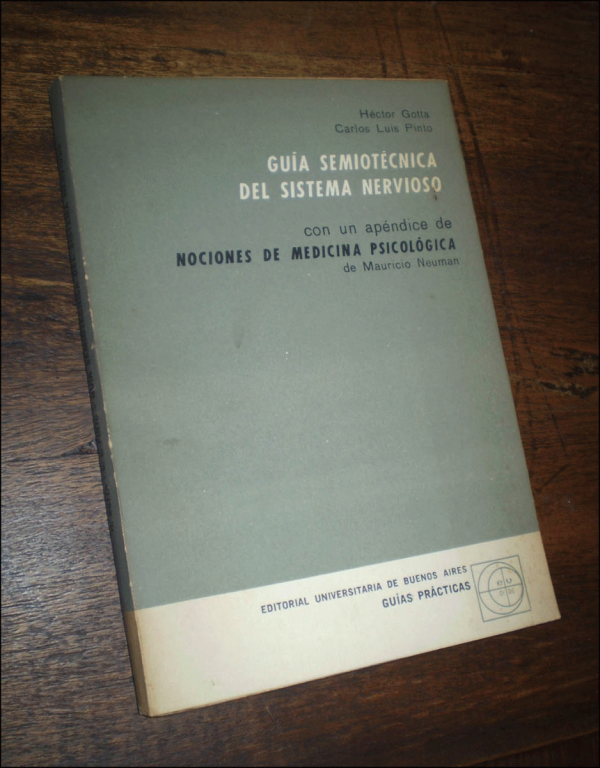 Héctor Gotta
Carlos Luis Pinto
GUÍA SEMIOTÉCNICA
DEL SISTEMA NERVIOSO
con un apéndice de
NOCIONES DE MEDICINA PSICOLÓGICA
de Mauricio Neuman
EDITORIAL UNIVERSITARIA DE BUENOS AIRES
GUÍAS PRÁCTICAS